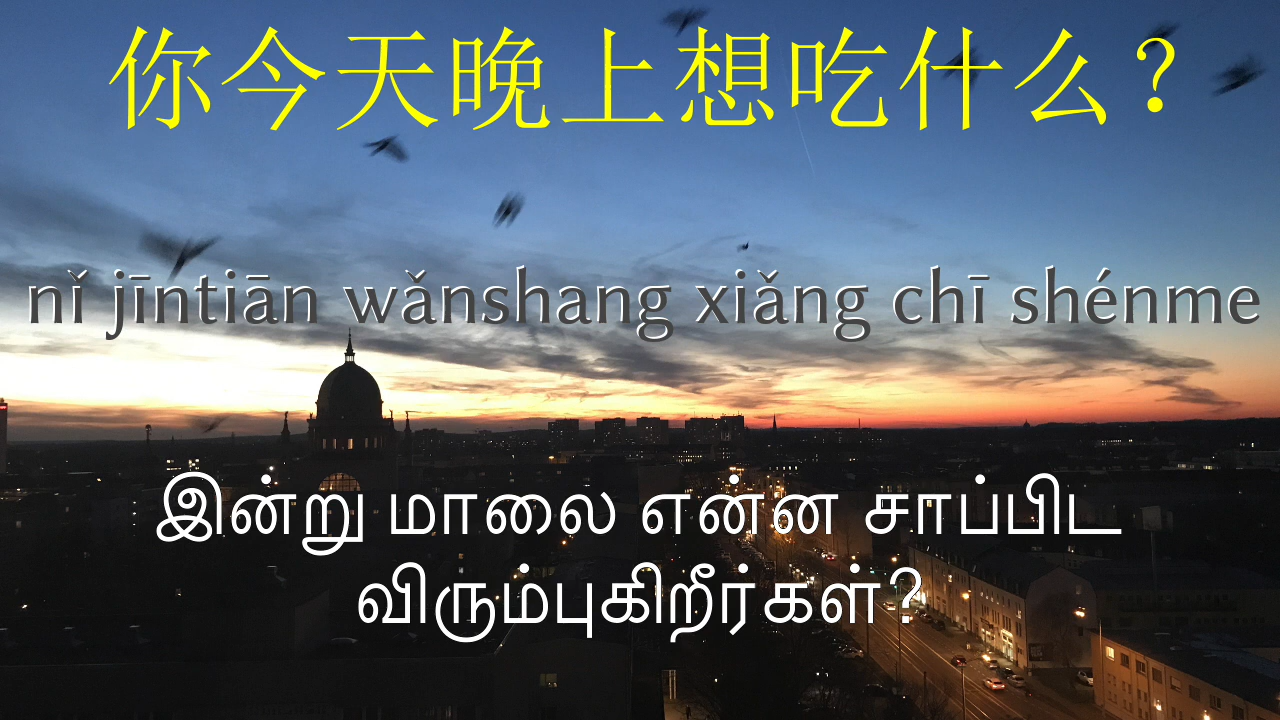 你今天晚上想吃什么？
nǐ jīntiān wǎnshang xiǎng chī shénme
இன்று மாலை என்ன சாப்பிட
விரும்புகிறீர்கள்?